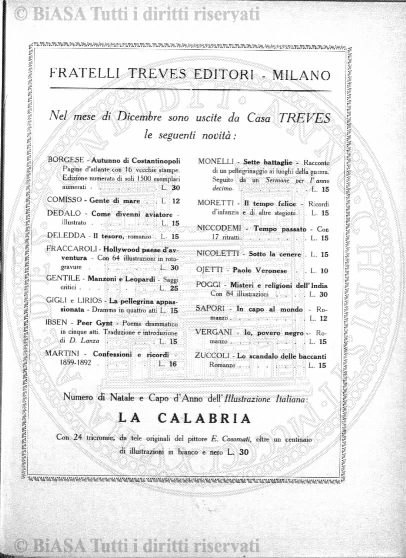 © BiASA Tutti i diritti riservati
FRATELLI TREVES EDITORI - MILANO
Nel mese di Dicembre sono uscite da Casa TREVES
le seguenti novità:
BORGESE - Autunno di Costantinopoli
Pagine d'atlante con 16 vecchie stampe.
Edizione numerata di soli 1500 esemplari
numerati . L. 30
COMISSO - Gente di mare . L. 12
DEDALO - Come divenni aviatore -
illustrato . L. 15
DELEDDA - Il tesoro, romanzo L. 15
FRACCAROLI - Hollywood paese d'av-
ventura - Con 64 illustrazioni in roto-
gravure L. 30
GENTILE - Manzoni e Leopardi - Saggi
critici . L. 25
GIGLI e LIRIOS - La pellegrina appas-
sionata - Dramma in quattro atti L. 15
IBSEN - Peer Gynt - Poema drammatico
in cinque atti. Traduzione e introduzione
di D. Lanza L. 15
MARTINI - Confessioni e ricordi -
1859-1892 . L. 16
MONELLI - Sette battaglie - Racconto
di un pellegrinaggio ai luoghi della guerra.
Seguito da un Sermone per l'anno
decimo. L. 15
MORETTI - Il tempo felice - Ricordi
d'infanzia e di altre stagioni. L. 15
NICCODEMI - Tempo passato - Con
17 ritratti. L. 15
NICOLETTI - Sotto la cenere L. 15
OJETTI - Paolo Veronese . L. 10
POGGI - Misteri e religioni dell'India
Con 84 illustrazioni . L. 30
SAPORI - In capo al mondo - Ro-
manzo L. 12
VERGANI - Io, povero negro - Ro-
manzo L. 15
ZUCCOLI - Lo scandalo delle baccanti
Romanzo L. 15
Numero di Natale e Capo d'Anno dell'Illustrazione Italiana:
LA CALABRIA
Con 24 tricromie, da tele originali del pittore E. Cosomati, oltre un centinaio
di illustrazioni in bianco e nero L. 30
© BiASA Tutti i diritti riservati